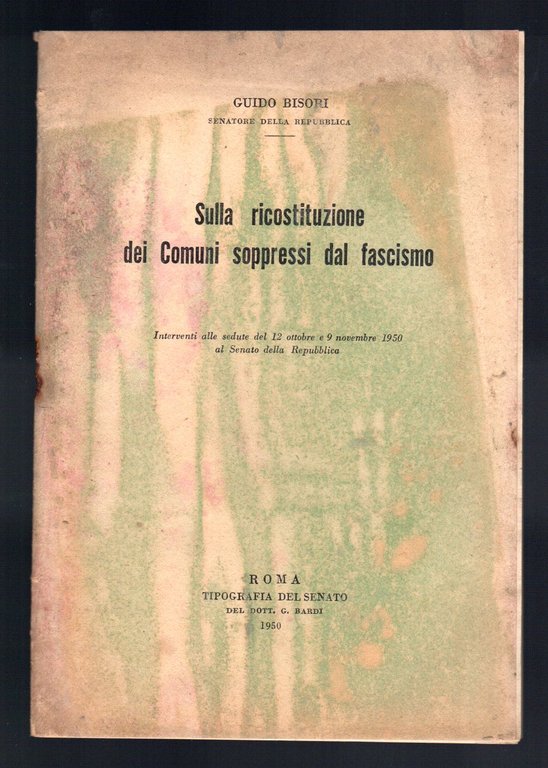 GUIDO BISORI
SENATORE DELLA REPUBBLICA
Sulla ricostituzione
dei Comuni soppressi dal fascismo
Interventi alle sedute del 12 ottobre e 9 novembre 1950
al Senato della Repubblica
ROMA
TIPOGRAFIA DEL SENATO
DEL DOTT. G. BARDI
1950